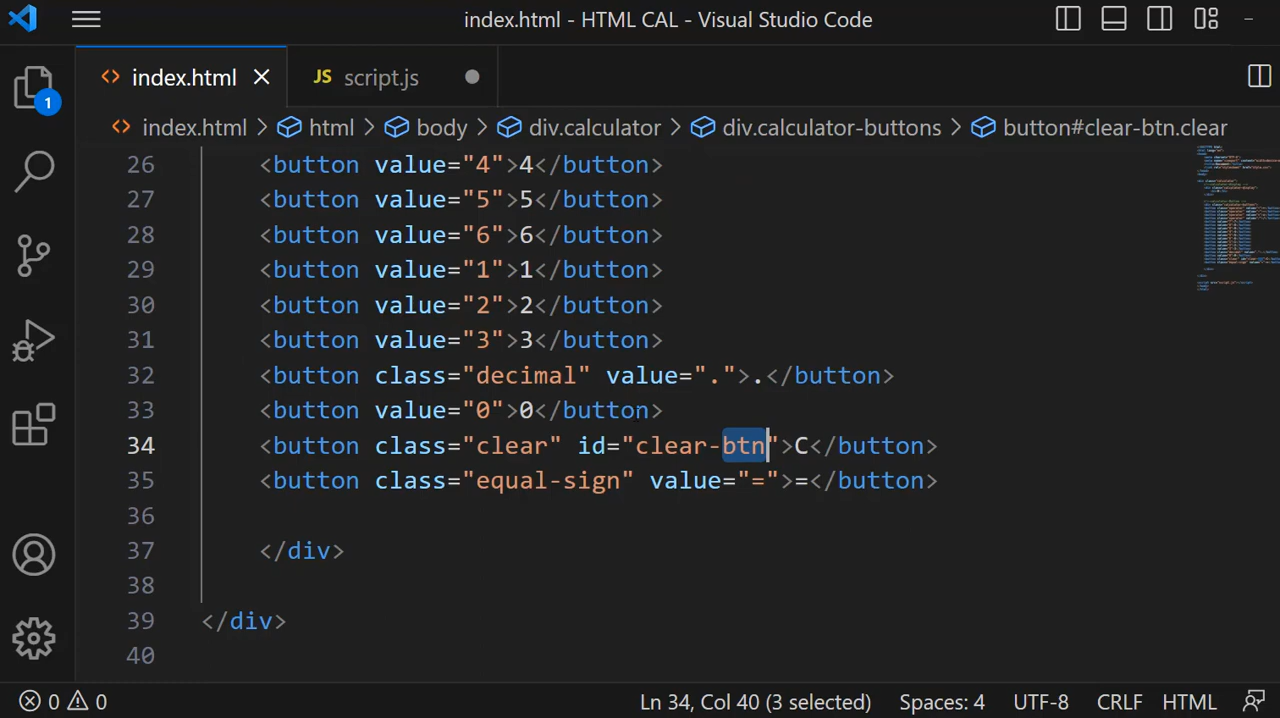 index.html - HTML CAL - Visual Studio Code
index.html JS script.js
1
index.html > html > body > div.calculator > div.calculator-buttons > button#clear-btn.clear
26 <button value="4">4</button>
27 <button value="5">5</button>
28 <button value="6">6</button>
29 <button value="1">1</button>
30 <button value="2">2</button>
31 <button value="3">3</button>
32 <button class="decimal" value=".">.</button>
33 <button value="0">0</button>
34 <button class="clear" id="clear-btn">C</button>
35 <button class="equal-sign" value="=">=</button>
36
37 </div>
38
39 </div>
40
0 0 Ln 34, Col 40 (3 selected) Spaces: 4 UTF-8 CRLF HTML